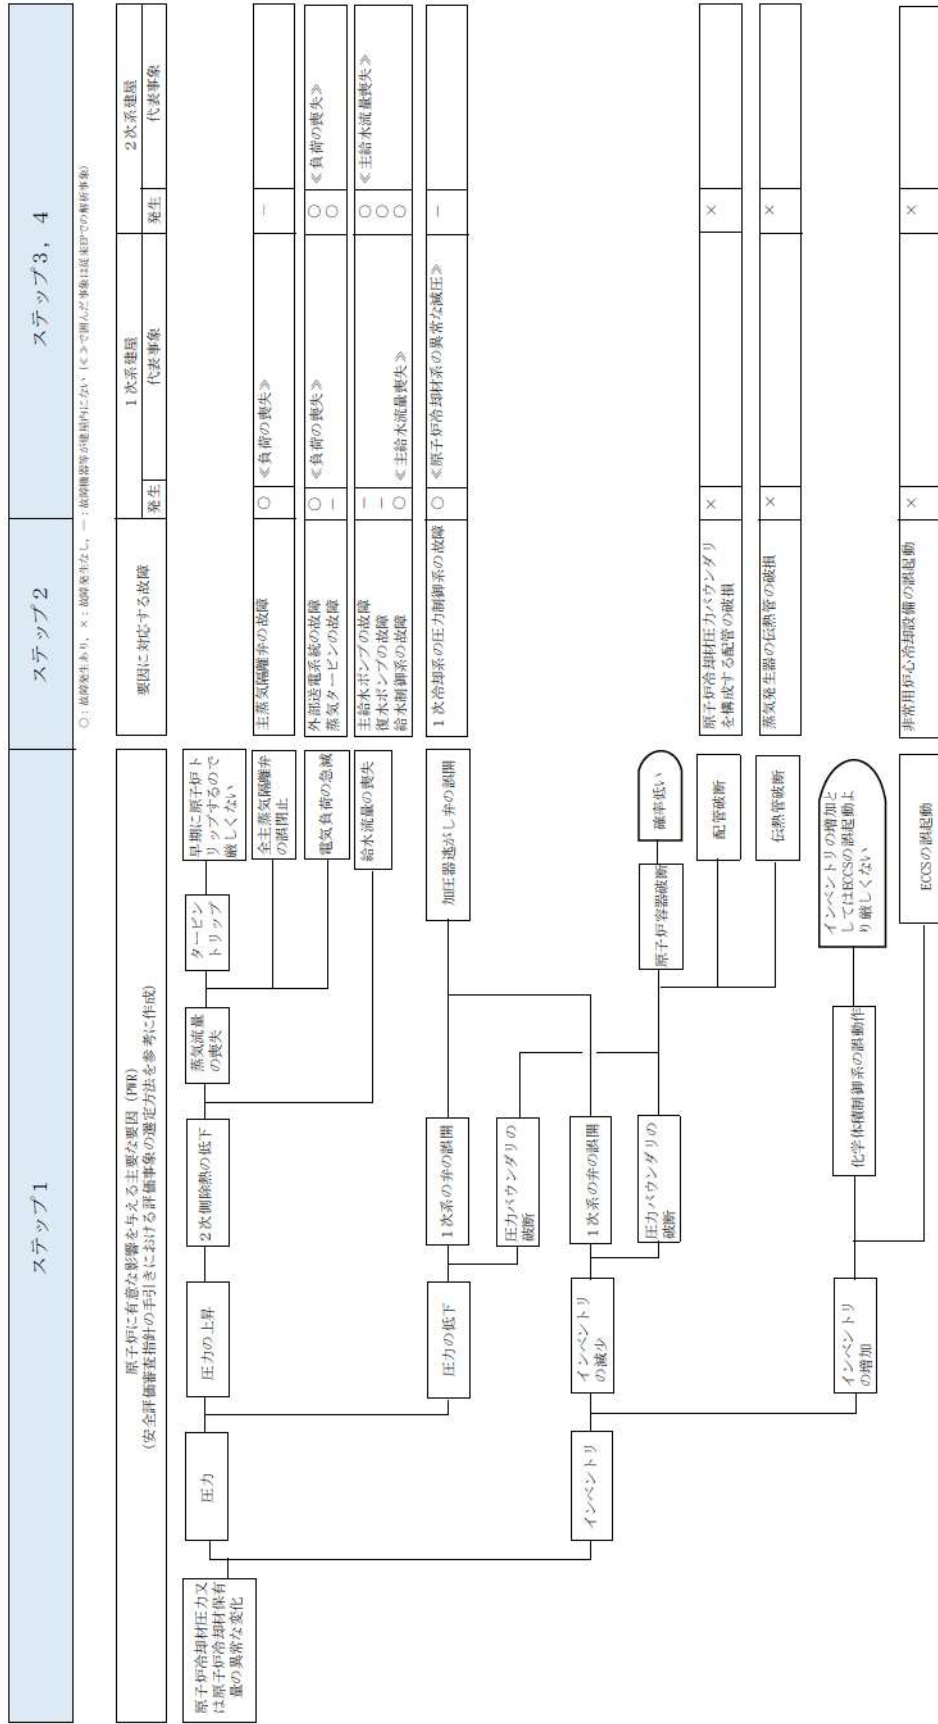 ステップ1
ステップ2
ステップ3，4
○：故障発生あり，×：故障発生なし，－：故障機器等が建屋内にない（≪≫で囲んだ事象は従来EPでの解析事象）
原子炉に有意な影響を与える主要な要因（PWR）
（安全評価審査指針の手引きにおける評価事象の選定方法を参考に作成）
要因に対応する故障
1次系建屋
2次系建屋
発生
代表事象
発生
代表事象
原子炉冷却材圧力又
は原子炉冷却材保有
量の異常な変化
圧力
圧力の上昇
2次側除熱の低下
蒸気流量
の喪失
タービン
トリップ
早期に原子炉ト
リップするので
厳しくない
全主蒸気隔離弁
の誤閉止
主蒸気隔離弁の故障
○
≪負荷の喪失≫
－
電気負荷の急減
外部送電系統の故障
○
≪負荷の喪失≫
○
≪負荷の喪失≫
蒸気タービンの故障
－
○
給水流量の喪失
主給水ポンプの故障
－
○
≪主給水流量喪失≫
復水ポンプの故障
－
○
給水制御系の故障
○
≪主給水流量喪失≫
○
圧力の低下
1次系の弁の誤開
加圧器逃がし弁の誤開
1次冷却系の圧力制御系の故障
○
≪原子炉冷却材系の異常な減圧≫
－
圧力バウンダリの
破断
インベントリ
インベントリ
の減少
1次系の弁の誤開
圧力バウンダリの
破断
原子炉容器破断
確率低い
配管破断
原子炉冷却材圧力バウンダリ
を構成する配管の破損
×
×
伝熱管破断
蒸気発生器の伝熱管の破損
×
×
インベントリ
の増加
化学体積制御系の誤動作
インベントリの増加と
してはECCSの誤起動よ
り厳しくない
ECCSの誤起動
非常用炉心冷却設備の誤起動
×
×